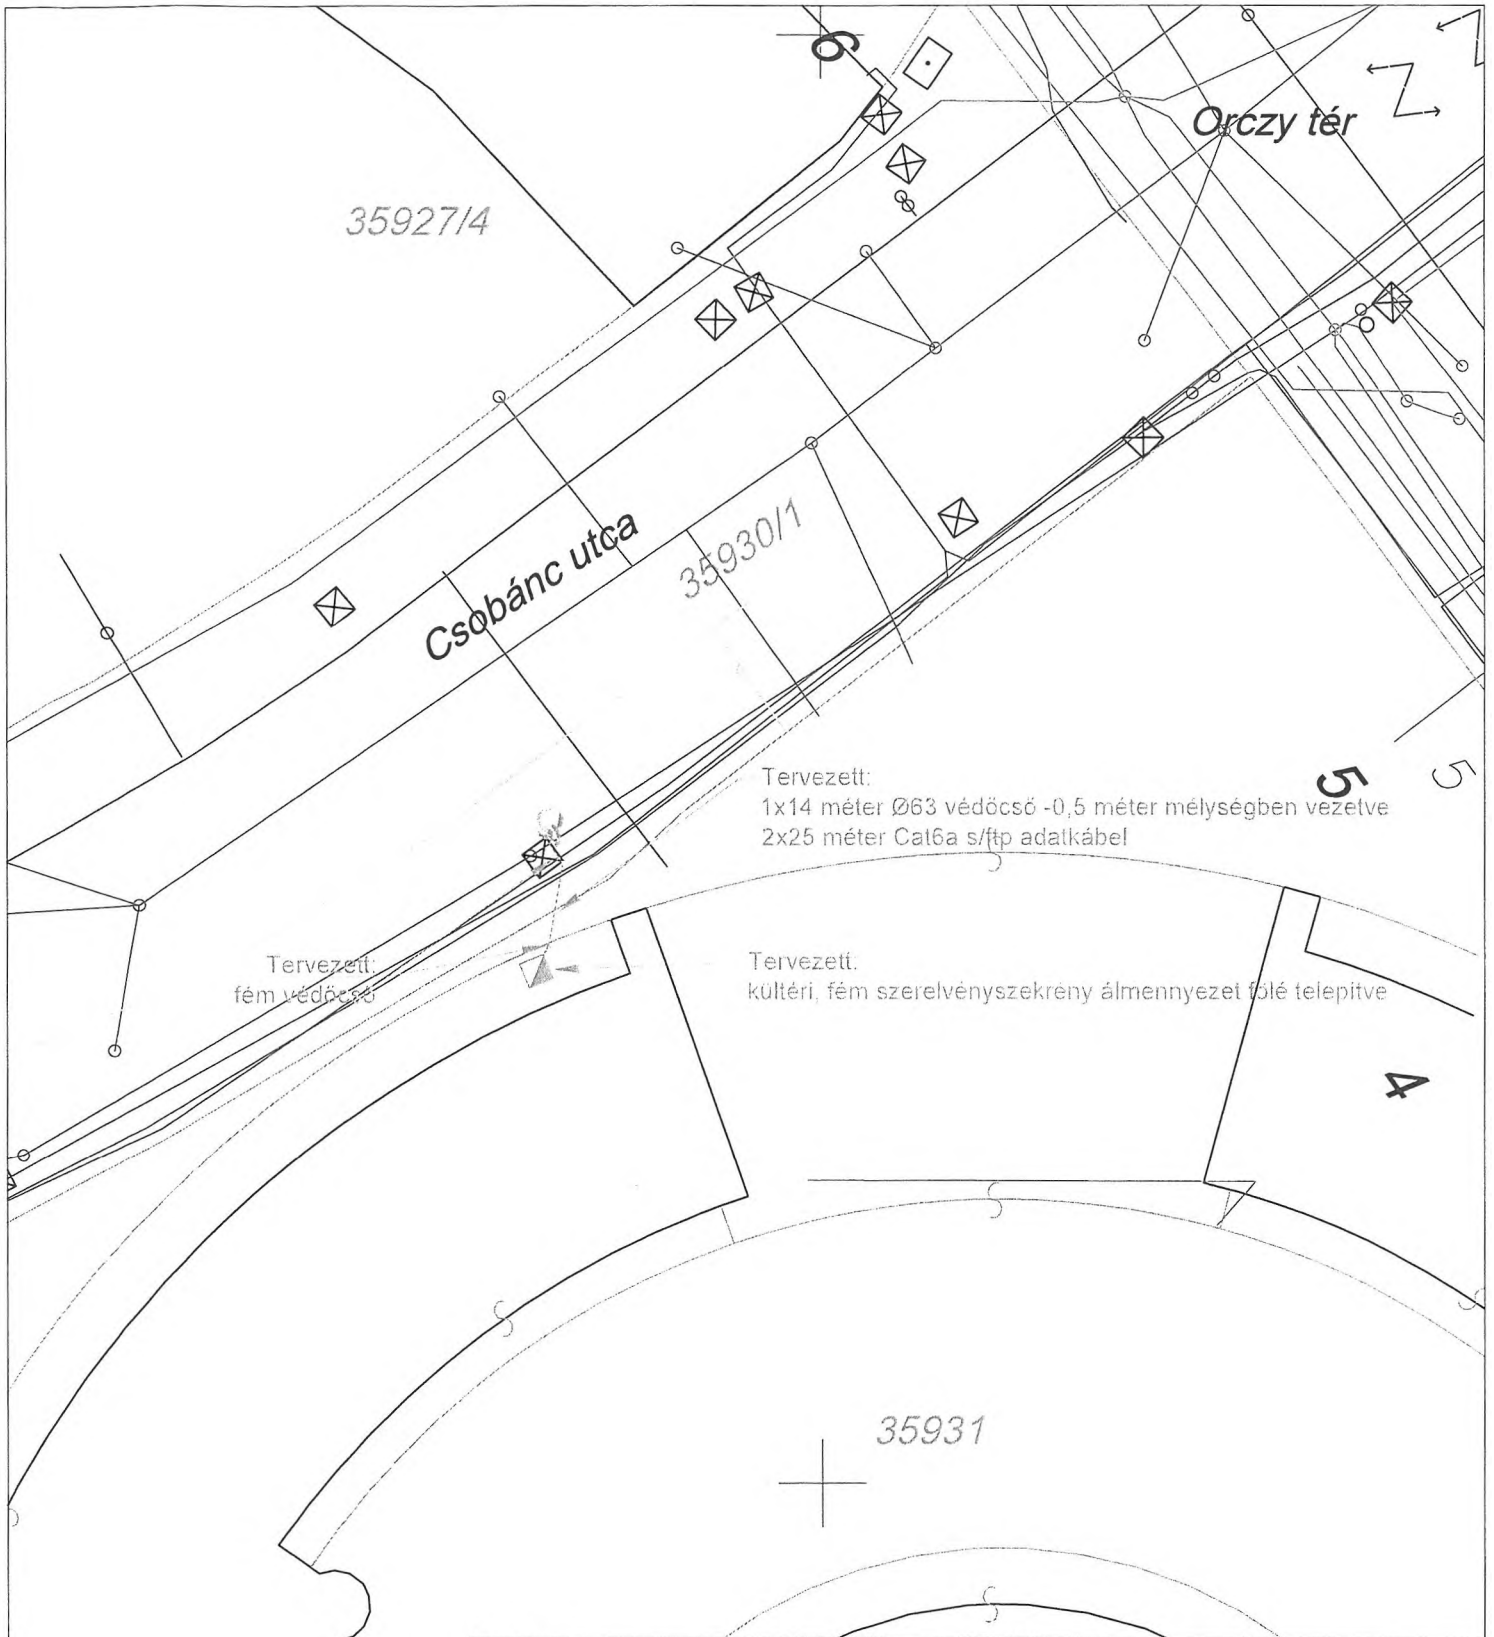 6
Orczy tér
35927/4
Csobánc utca
35930/1
Tervezett:
1x14 méter Ø63 védőcső -0,5 méter mélységben vezetve
2x25 méter Cat6a s/ftp adatkábel
5
5
Tervezett:
fém védőcső
Tervezett:
kültéri, fém szerelvényszekrény álmennyezet fölé telepítve
4
35931